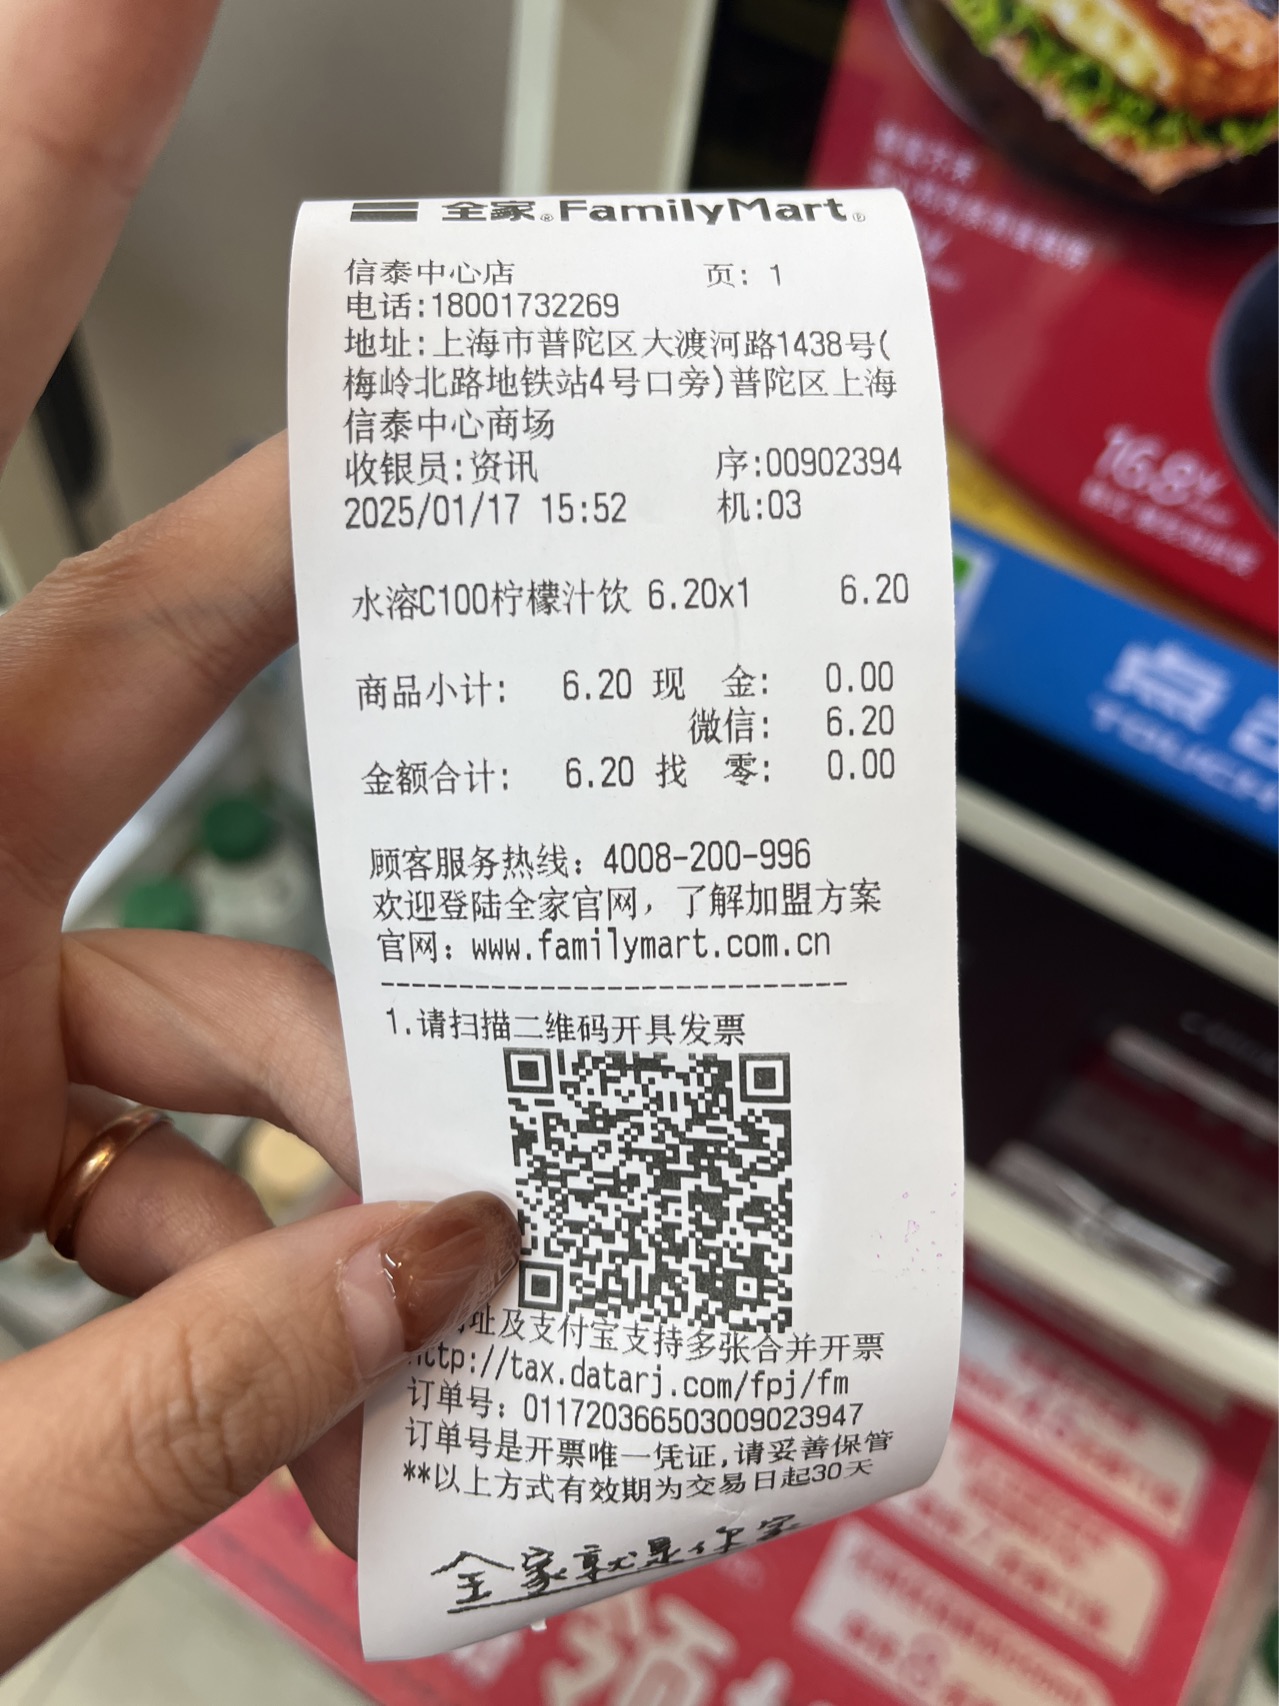 全家®FamilyMart®
信泰中心店 页: 1
电话:18001732269
地址:上海市普陀区大渡河路1438号(
梅岭北路地铁站4号口旁)普陀区上海
信泰中心商场
收银员:资讯 序:00902394
2025/01/17 15:52 机:03
水溶C100柠檬汁饮 6.20x1 6.20
商品小计: 6.20 现 金: 0.00
微信: 6.20
金额合计: 6.20 找 零: 0.00
顾客服务热线: 4008-200-996
欢迎登陆全家官网, 了解加盟方案
官网: www.familymart.com.cn
---------------------------
1.请扫描二维码开具发票
址及支付宝支持多张合并开票
http://tax.datarj.com/fpj/fm
订单号: 011720366503009023947
订单号是开票唯一凭证,请妥善保管
**以上方式有效期为交易日起30天
全家就是你家
16.8
点
TOUCH